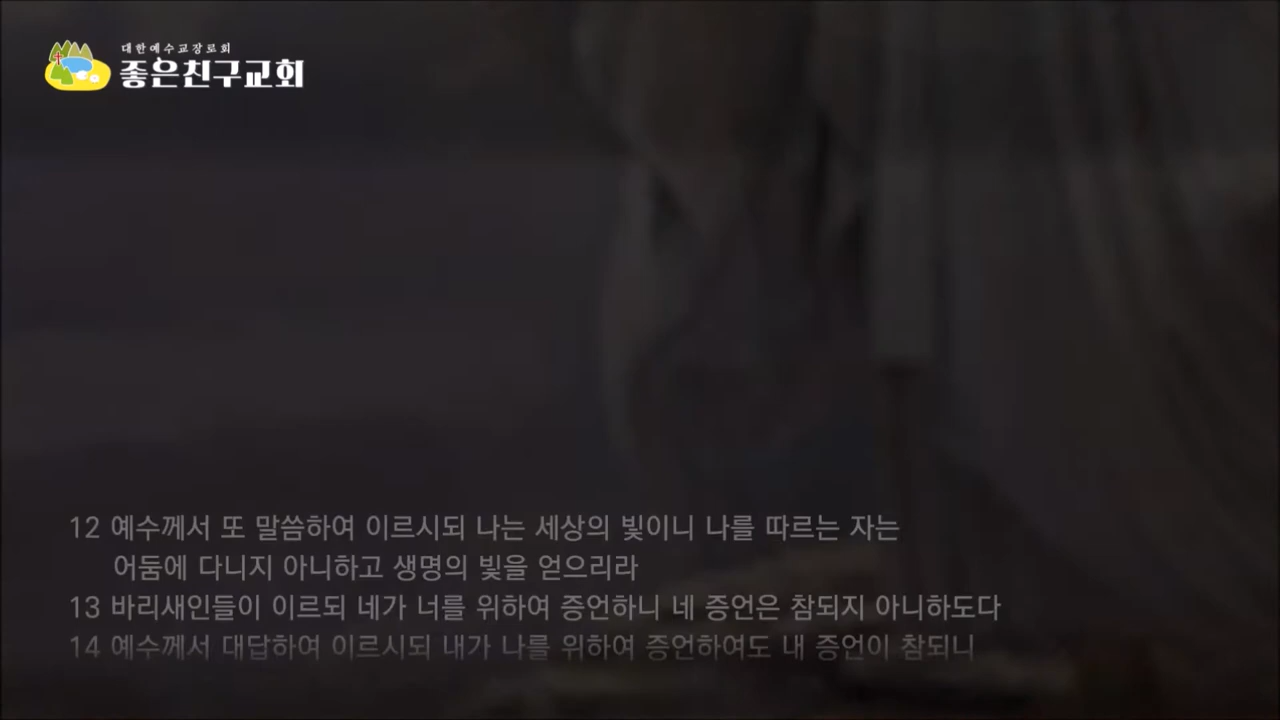 대한예수교장로회
좋은친구교회
12 예수께서 또 말씀하여 이르시되 나는 세상의 빛이니 나를 따르는 자는
어둠에 다니지 아니하고 생명의 빛을 얻으리라
13 바리새인들이 이르되 네가 너를 위하여 증언하니 네 증언은 참되지 아니하도다
14 예수께서 대답하여 이르시되 내가 나를 위하여 증언하여도 내 증언이 참되니